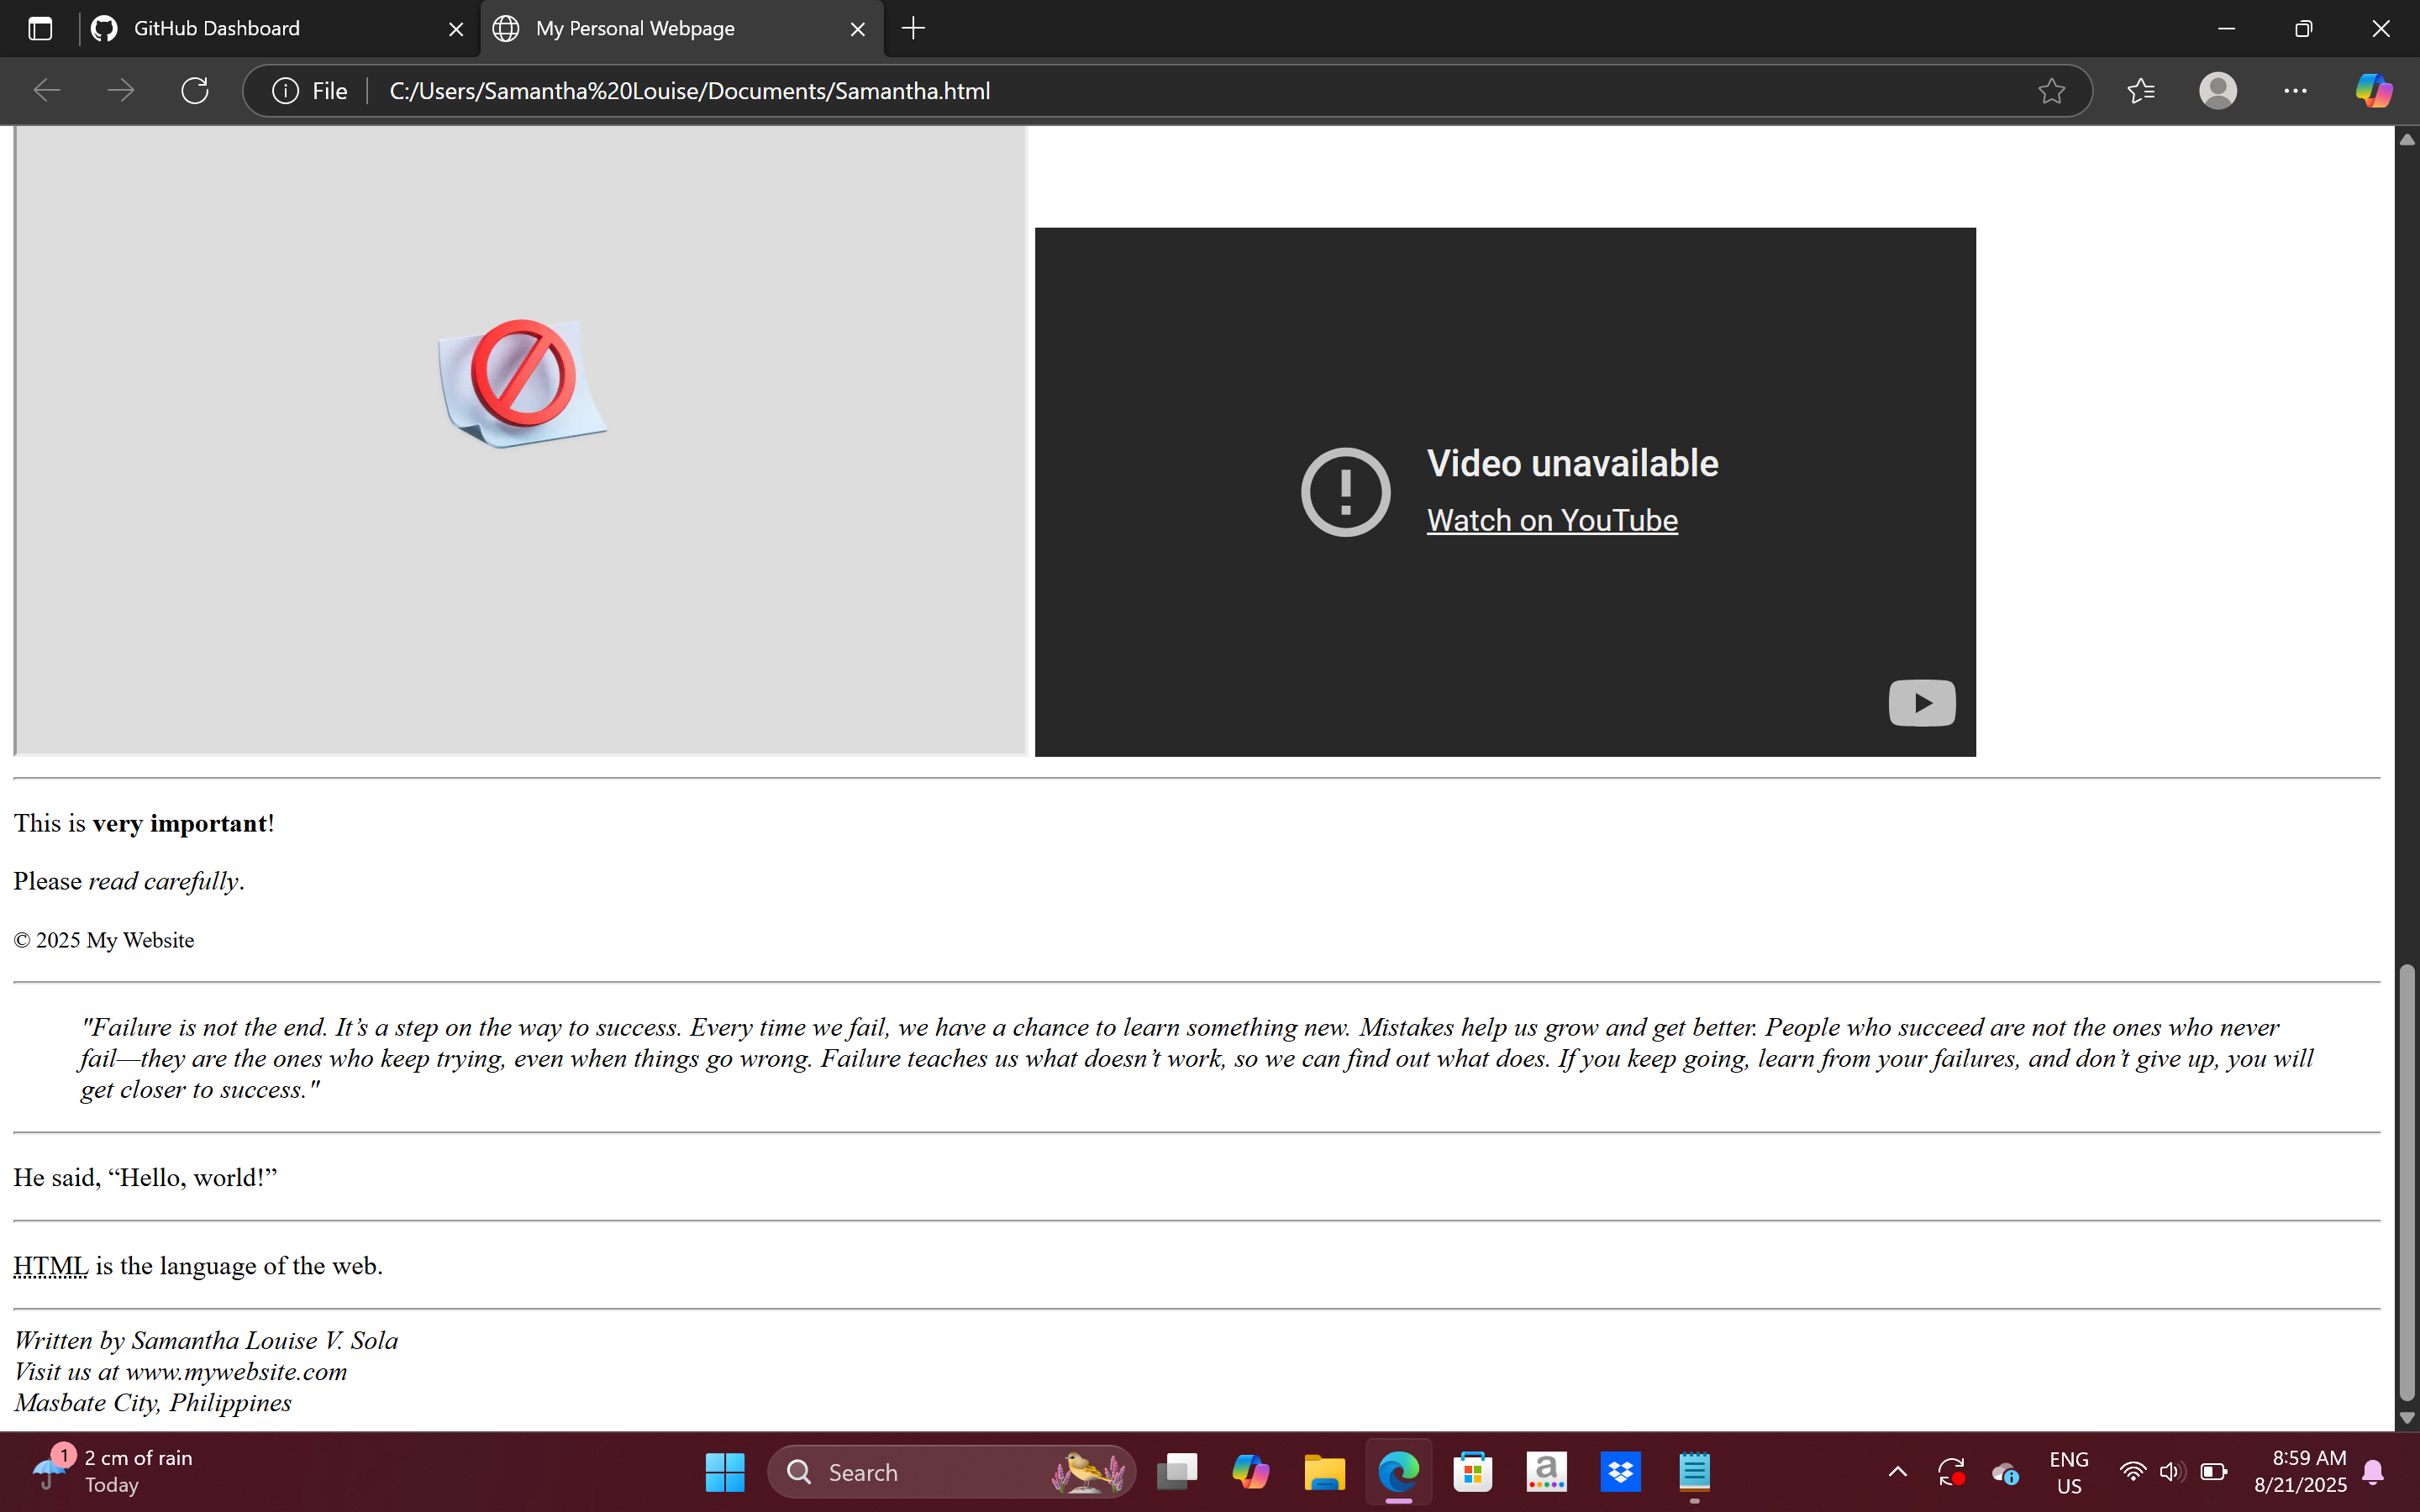 GitHub Dashboard
My Personal Webpage
File
C:/Users/Samantha%20Louise/Documents/Samantha.html
Video unavailable
Watch on YouTube
This is very important!
Please read carefully.
© 2025 My Website
"Failure is not the end. It’s a step on the way to success. Every time we fail, we have a chance to learn something new. Mistakes help us grow and get better. People who succeed are not the ones who never
fail—they are the ones who keep trying, even when things go wrong. Failure teaches us what doesn’t work, so we can find out what does. If you keep going, learn from your failures, and don’t give up, you will
get closer to success."
He said, “Hello, world!”
HTML is the language of the web.
Written by Samantha Louise V. Sola
Visit us at www.mywebsite.com
Masbate City, Philippines
1
2 cm of rain
Today
Search
a
ENG
US
8:59 AM
8/21/2025